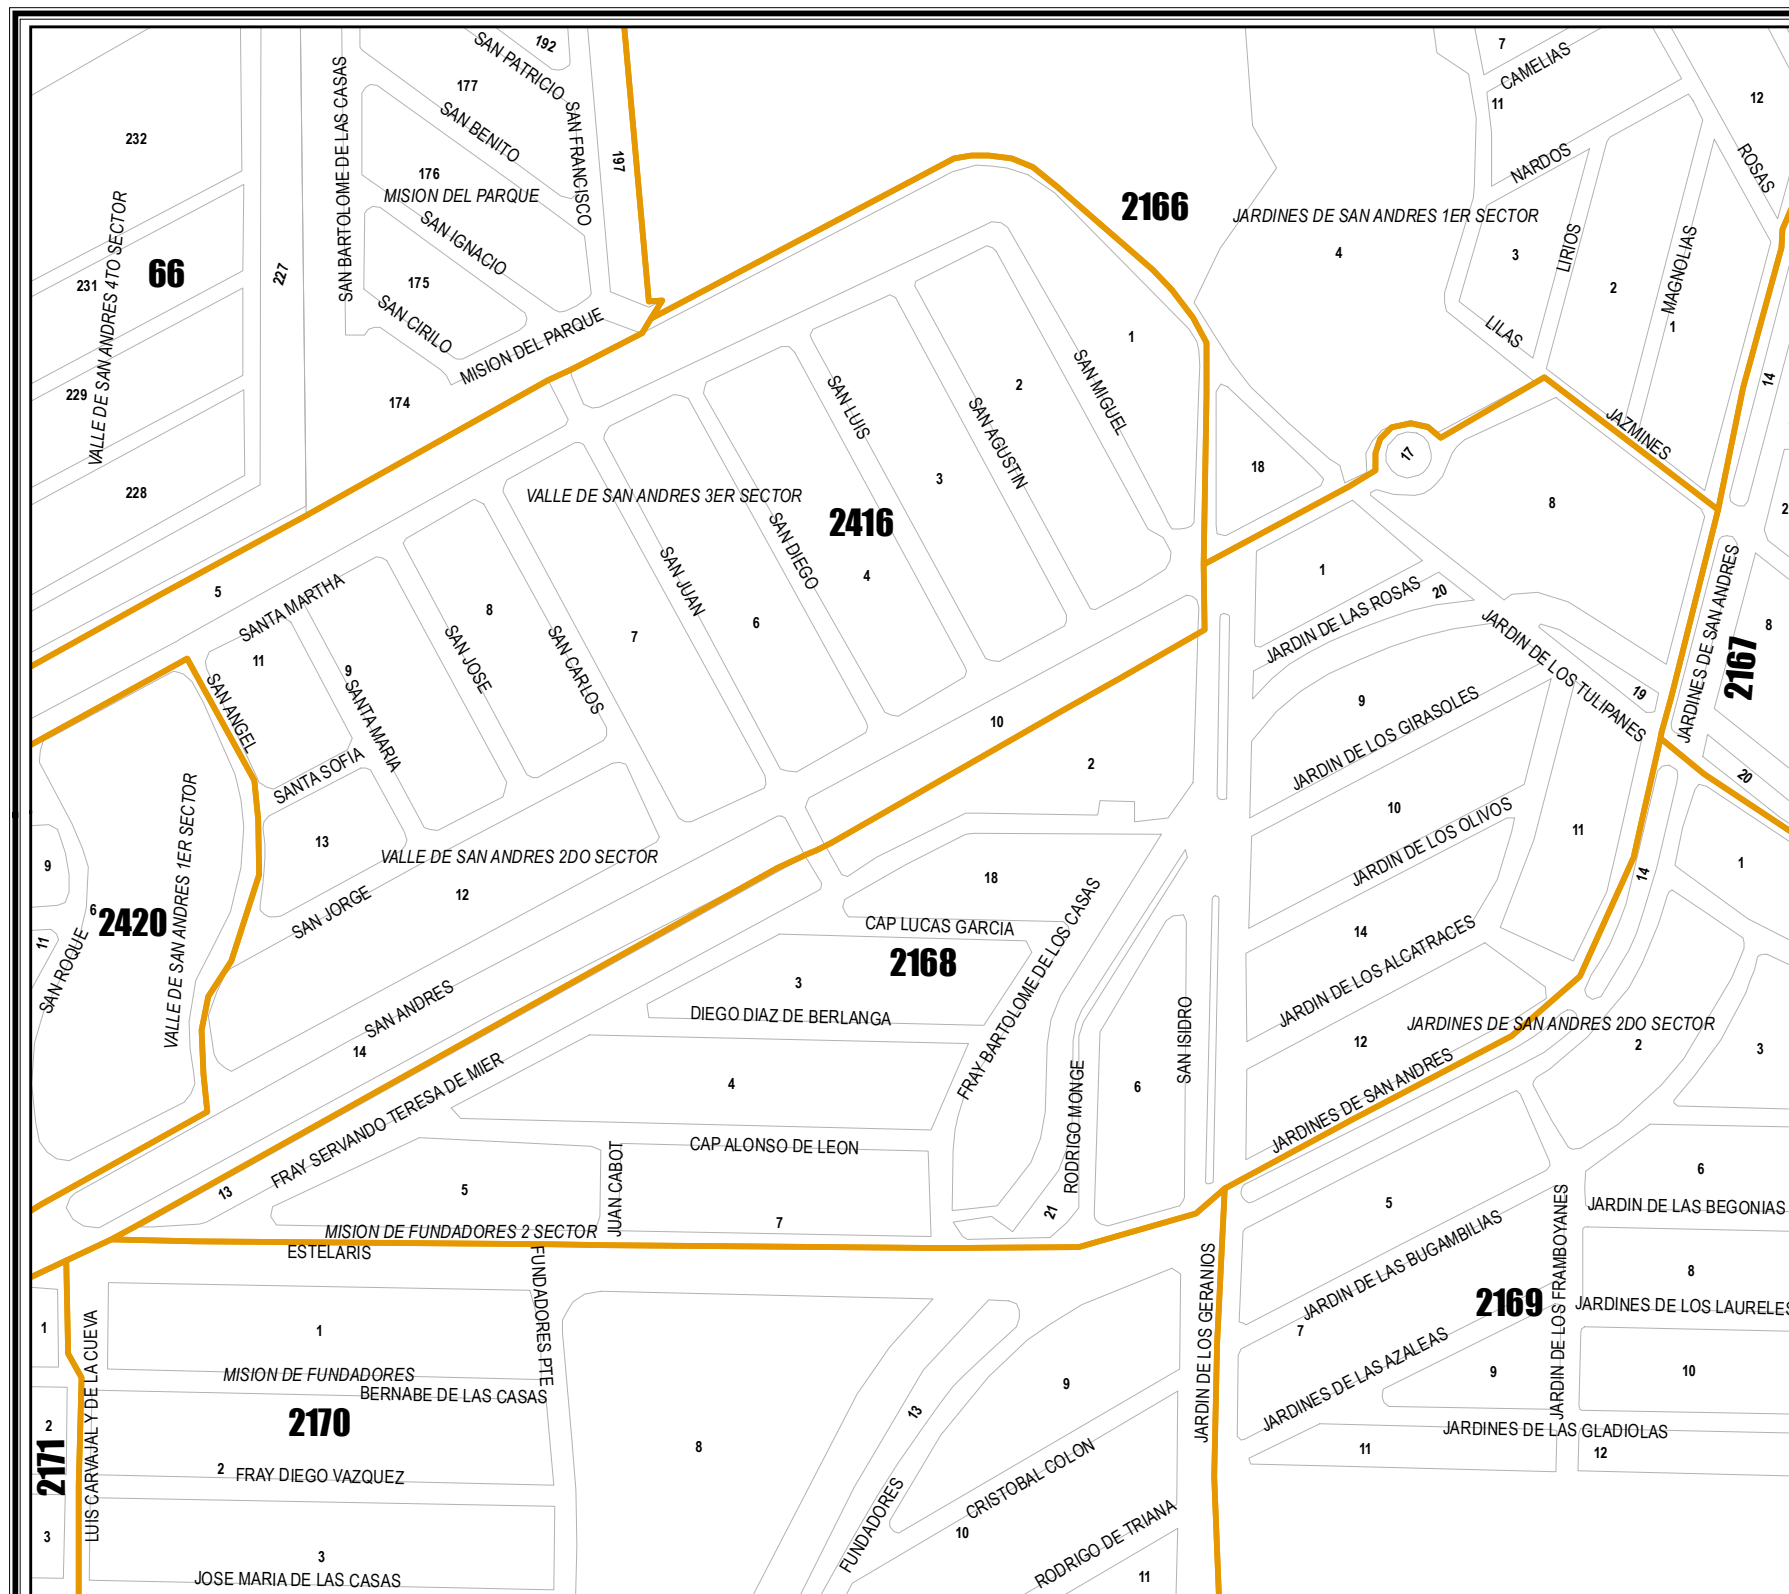 192
SAN PATRICIO
177
SAN BENITO
SAN BARTOLOME DE LAS CASAS
SAN FRANCISCO
197
232
176
MISION DEL PARQUE
SAN IGNACIO
175
SAN CIRILO
MISION DEL PARQUE
174
227
231
66
229
VALLE DE SAN ANDRES 4TO SECTOR
228
7
CAMELIAS
11
12
NARDOS
ROSAS
2166
JARDINES DE SAN ANDRES 1ER SECTOR
4
3
LIRIOS
2
MAGNOLIAS
1
LILAS
14
JAZMINES
17
18
8
2
1
SAN MIGUEL
2
SAN AGUSTIN
3
SAN LUIS
VALLE DE SAN ANDRES 3ER SECTOR
2416
SAN DIEGO
4
SAN JUAN
6
7
SAN CARLOS
8
SAN JOSE
5
SANTA MARTHA
11
9
SANTA MARIA
SAN ANGEL
SANTA SOFIA
13
VALLE DE SAN ANDRES 2DO SECTOR
12
SAN JORGE
SAN ANDRES
14
10
2
1
JARDIN DE LAS ROSAS
20
JARDIN DE LOS TULIPANES
19
JARDINES DE SAN ANDRES
8
2167
9
JARDIN DE LOS GIRASOLES
10
JARDIN DE LOS OLIVOS
11
14
20
1
14
JARDIN DE LOS ALCATRACES
12
JARDINES DE SAN ANDRES 2DO SECTOR
2
3
JARDINES DE SAN ANDRES
9
6
11
2420
SAN ROQUE
VALLE DE SAN ANDRES 1ER SECTOR
18
CAP LUCAS GARCIA
2168
3
DIEGO DIAZ DE BERLANGA
FRAY BARTOLOME DE LOS CASAS
SAN ISIDRO
6
RODRIGO MONGE
4
CAP ALONSO DE LEON
FRAY SERVANDO TERESA DE MIER
13
5
JUAN CABOT
7
21
MISION DE FUNDADORES 2 SECTOR
ESTELARIS
FUNDADORES PTE
1
1
MISION DE FUNDADORES
BERNABE DE LAS CASAS
2170
2
2171
LUIS CARVAJAL Y DE LA CUEVA
2
FRAY DIEGO VAZQUEZ
3
3
JOSE MARIA DE LAS CASAS
8
13
FUNDADORES
9
CRISTOBAL COLON
10
RODRIGO DE TRIANA
11
JARDIN DE LOS GERANIOS
5
JARDIN DE LAS BUGAMBILIAS
7
JARDINES DE LAS AZALEAS
2169
9
JARDIN DE LOS FRAMBOYANES
6
JARDIN DE LAS BEGONIAS
8
JARDINES DE LOS LAURELES
10
JARDINES DE LAS GLADIOLAS
11
12